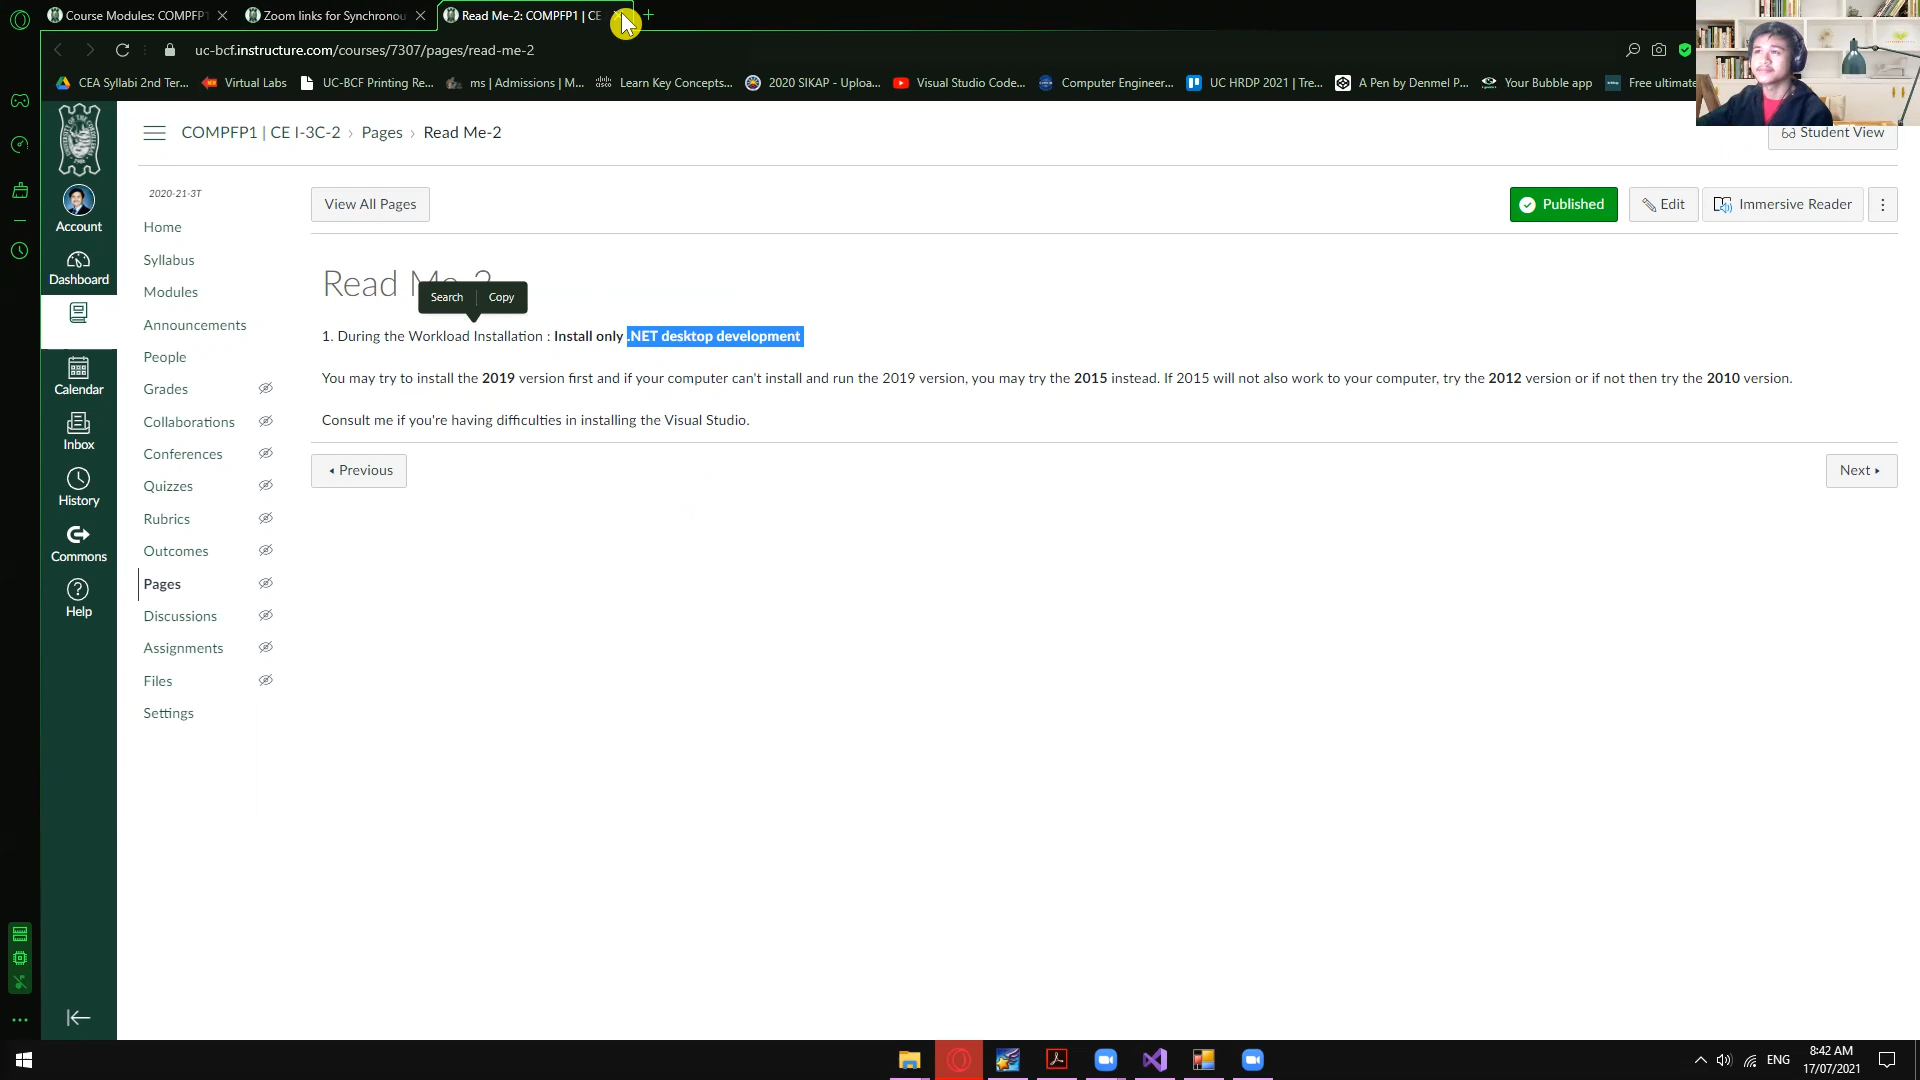 Course Modules: COMPFP1
Zoom links for Synchronou
Read Me-2: COMPFP1 | CE
uc-bcf.instructure.com/courses/7307/pages/read-me-2
CEA Syllabi 2nd Ter...
Virtual Labs
UC-BCF Printing Re...
ms | Admissions | M...
Learn Key Concepts...
2020 SIKAP - Uploa...
Visual Studio Code...
Computer Engineer...
UC HRDP 2021 | Tre...
A Pen by Denmel P...
Your Bubble app
Free ultimate
COMPFP1 | CE I-3C-2 › Pages › Read Me-2
Student View
Account
Dashboard
Calendar
Inbox
History
Commons
Help
2020-21-3T
Home
Syllabus
Modules
Announcements
People
Grades
Collaborations
Conferences
Quizzes
Rubrics
Outcomes
Pages
Discussions
Assignments
Files
Settings
View All Pages
Published
Edit
Immersive Reader
Read Me-2
Search
Copy
1. During the Workload Installation : Install only .NET desktop development
You may try to install the 2019 version first and if your computer can't install and run the 2019 version, you may try the 2015 instead. If 2015 will not also work to your computer, try the 2012 version or if not then try the 2010 version.
Consult me if you're having difficulties in installing the Visual Studio.
Previous
Next
ENG
8:42 AM
17/07/2021